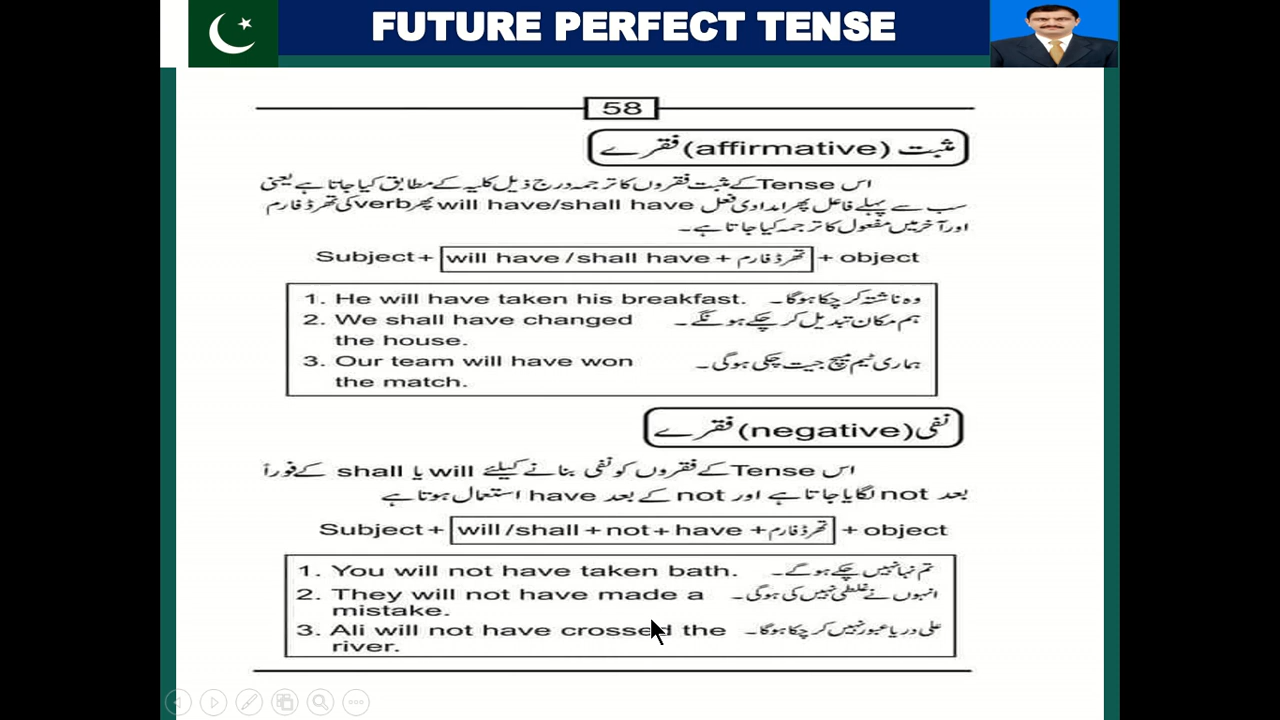 FUTURE PERFECT TENSE
58
مثبت (affirmative) فقرے
اس Tense کے مثبت فقروں کا ترجمہ درج ذیل کلیہ کے مطابق کیا جاتا ہے یعنی
سب سے پہلے فاعل پھر امدادی فعل will have/shall have پھر verb کی تھرڈ فارم
اور آخر میں مفعول کا ترجمہ کیا جاتا ہے۔
Subject + will have / shall have + تھرڈ فارم + object
1. He will have taken his breakfast. وہ ناشتہ کر چکا ہوگا۔
2. We shall have changed ہم مکان تبدیل کر چکے ہونگے۔
the house.
3. Our team will have won ہماری ٹیم میچ جیت چکی ہوگی۔
the match.
نفی (negative) فقرے
اس Tense کے فقروں کو نفی بنانے کیلئے will یا shall کے فوراً
بعد not لگایا جاتا ہے اور not کے بعد have استعمال ہوتا ہے
Subject + will / shall + not + have + تھرڈ فارم + object
1. You will not have taken bath. تم نہا نہیں چکے ہو گے۔
2. They will not have made a انہوں نے غلطی نہیں کی ہوگی۔
mistake.
3. Ali will not have crossed the علی دریا عبور نہیں کر چکا ہوگا۔
river.